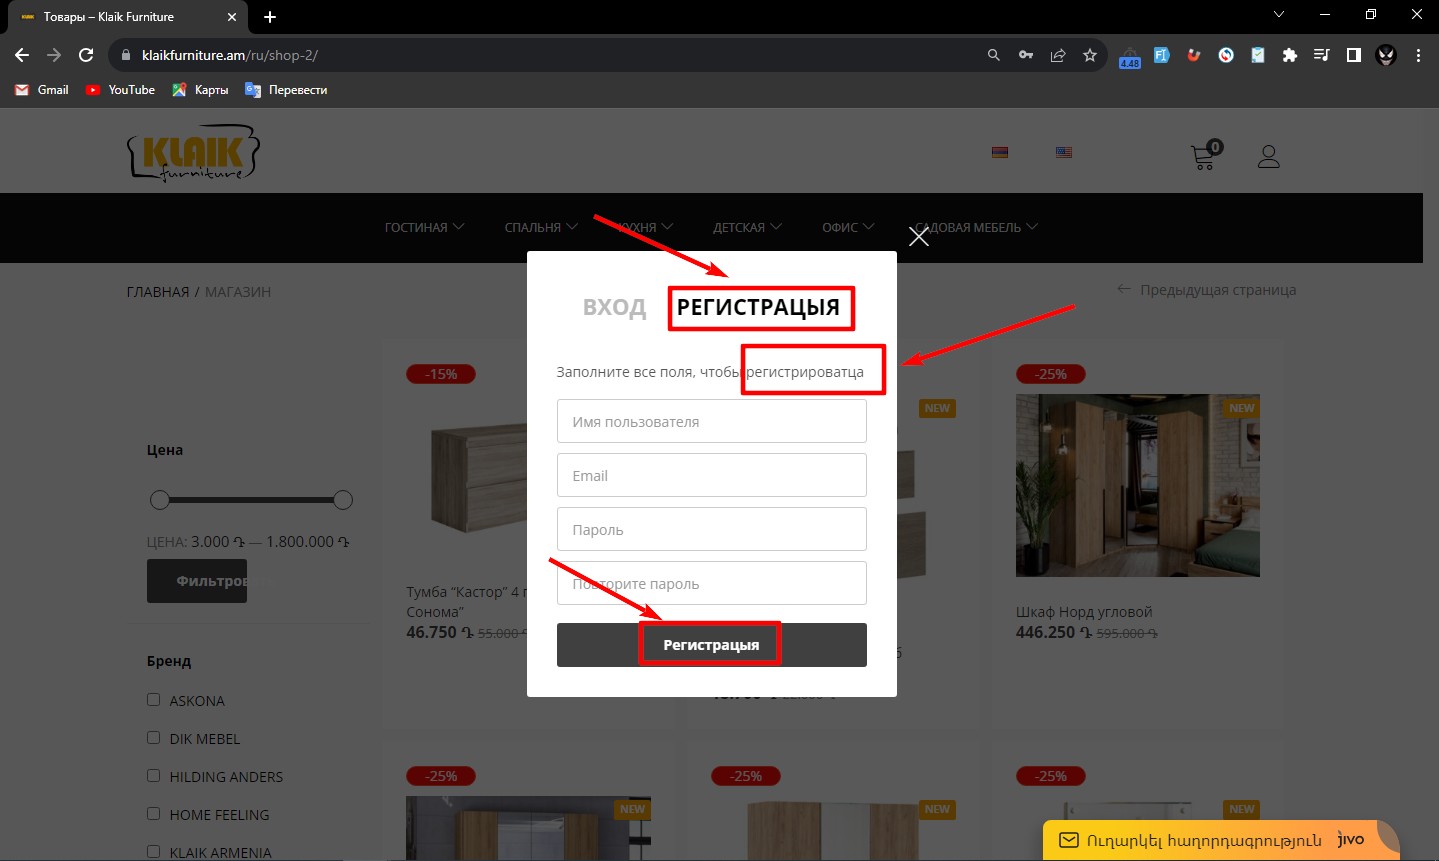 Товары – Klaik Furniture
klaikfurniture.am/ru/shop-2/
4.48
Gmail YouTube Карты Перевести
KLAIK
furniture
0
ГОСТИНАЯ СПАЛЬНЯ КУХНЯ ДЕТСКАЯ ОФИС САДОВАЯ МЕБЕЛЬ
ГЛАВНАЯ / МАГАЗИН
Предыдущая страница
ВХОД РЕГИСТРАЦЫЯ
Заполните все поля, чтобы регистрироватца
Имя пользователя
Email
Пароль
Повторите пароль
Регистрацыя
Цена
ЦЕНА: 3.000 ֏ — 1.800.000 ֏
Фильтров
Бренд
ASKONA
DIK MEBEL
HILDING ANDERS
HOME FEELING
KLAIK ARMENIA
-15%
Тумба “Кастор” 4
Сонома”
46.750 ֏ 55.000
NEW
-25%
NEW
Шкаф Норд угловой
446.250 ֏ 595.000 ֏
-25%
NEW
-25%
NEW
-25%
NEW
Ուղարկել հաղորդագրություն jivo